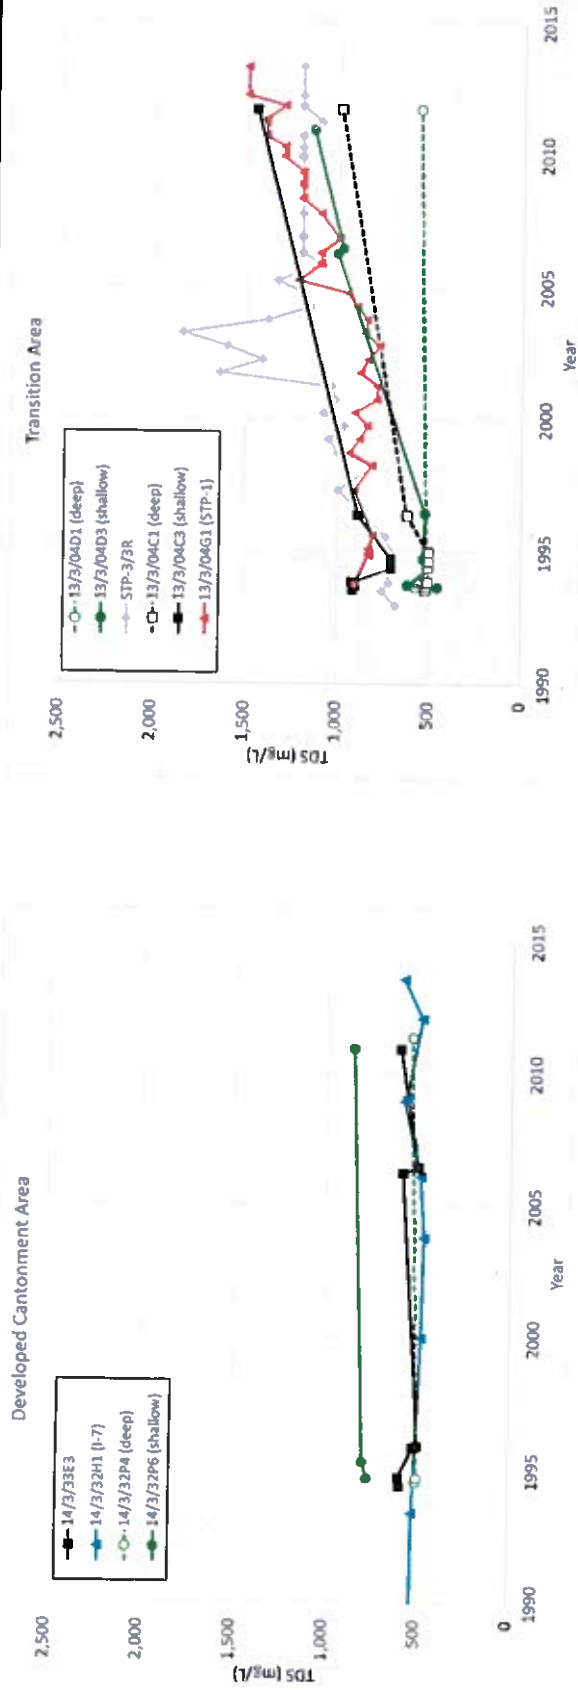 Developed Cantonment Area
2,500
2,000
1,500
1,000
500
0
TDS (mg/L)
14/3/33E3
14/3/32H1 (I-7)
14/3/32P4 (deep)
14/3/32P6 (shallow)
1990
1995
2000
2005
2010
2015
Year
Transition Area
2,500
2,000
1,500
1,000
500
0
TDS (mg/L)
13/3/04D1 (deep)
13/3/04D3 (shallow)
STP-3/3R
13/3/04C1 (deep)
13/3/04C3 (shallow)
13/3/04G1 (STP-1)
1990
1995
2000
2005
2010
2015
Year